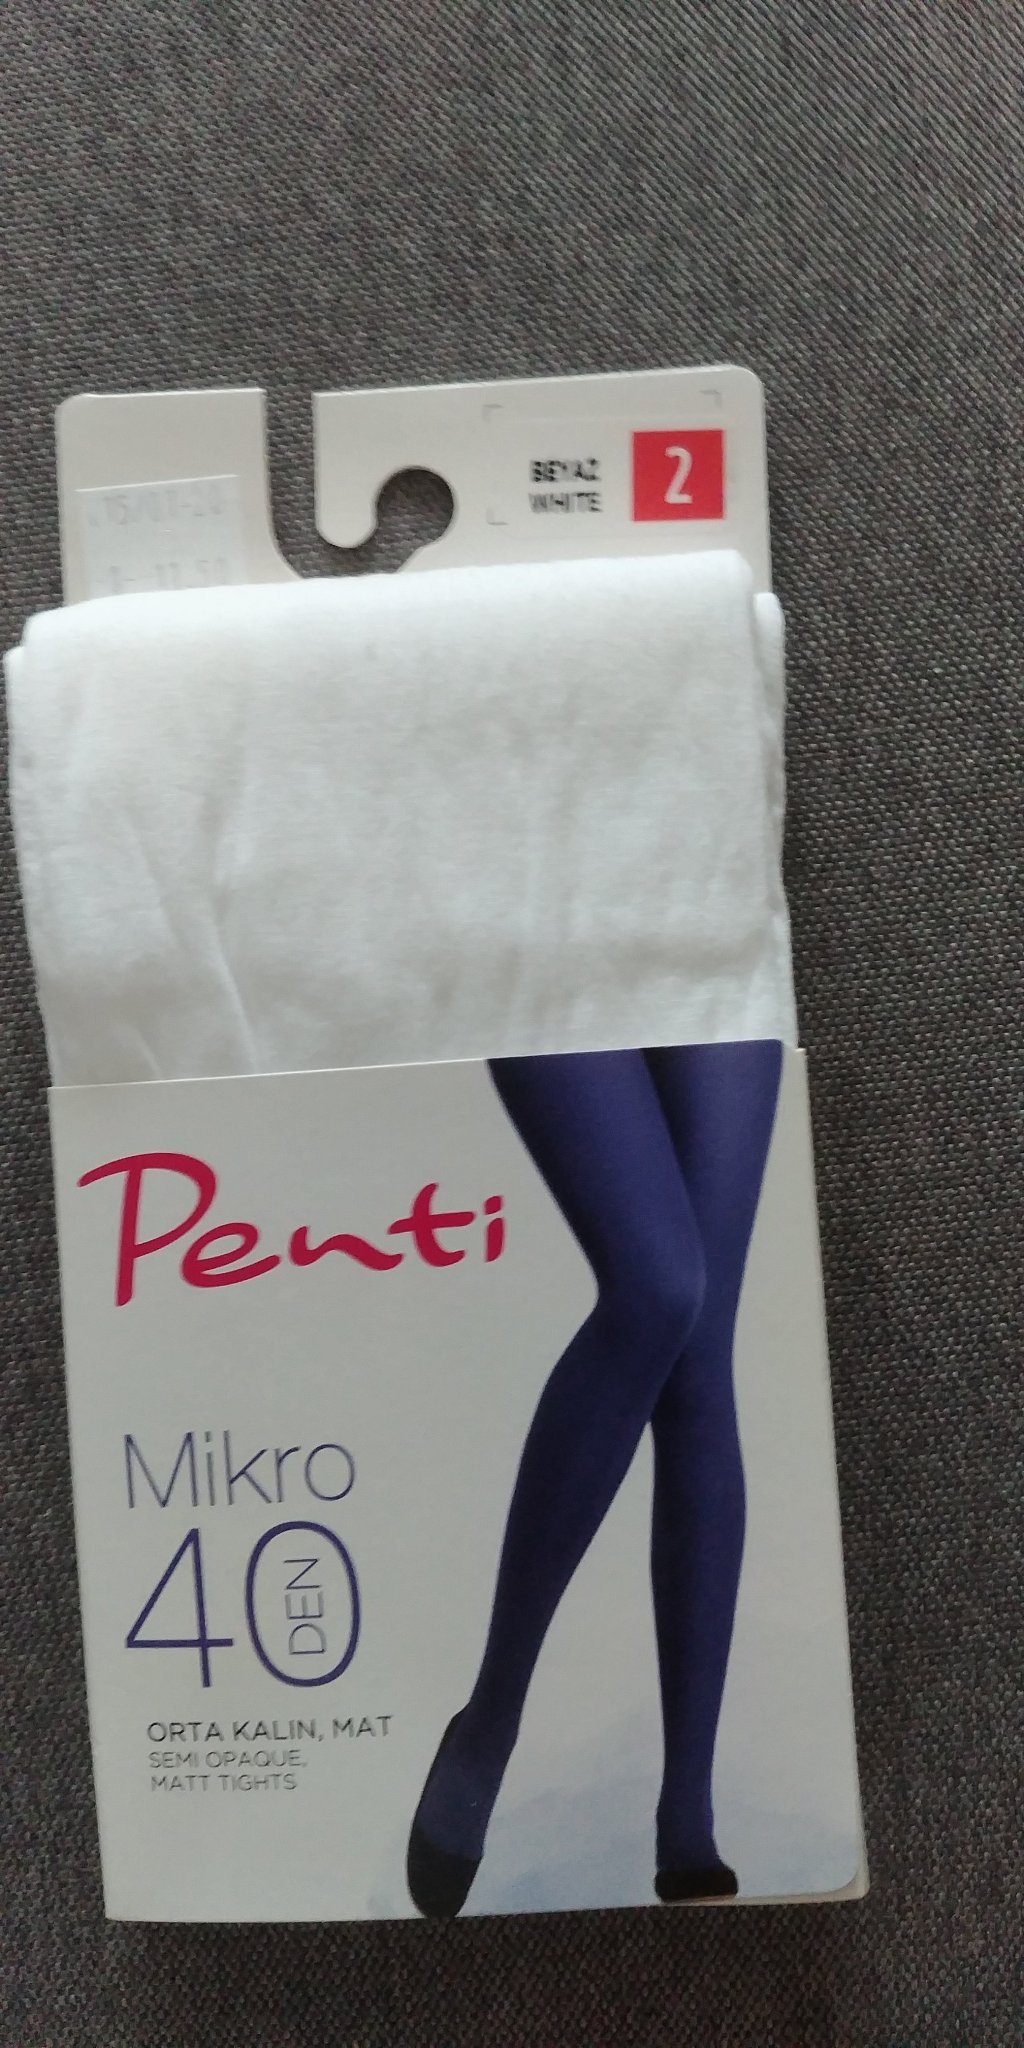 BEYAZ
WHITE
2
Penti
Mikro
40
DEN
ORTA KALIN, MAT
SEMI OPAQUE,
MATT TIGHTS